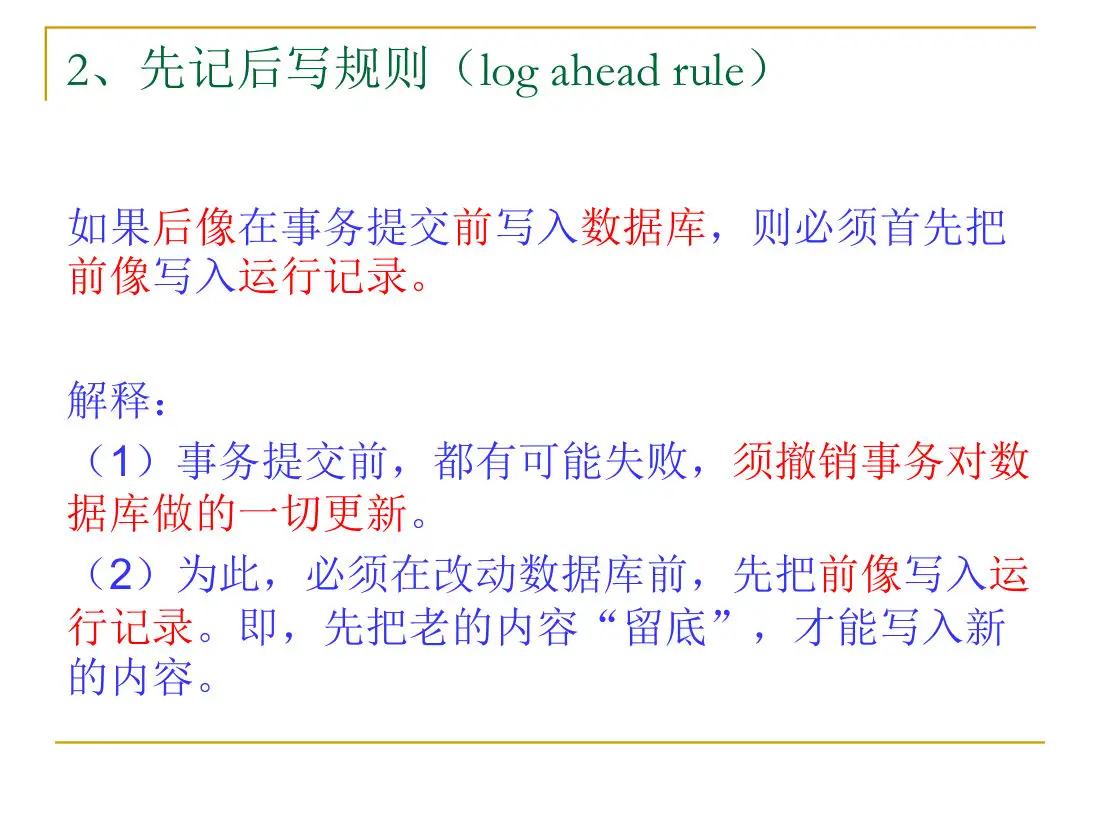 2、先记后写规则（log ahead rule）
如果后像在事务提交前写入数据库，则必须首先把
前像写入运行记录。
解释：
（1）事务提交前，都有可能失败，须撤销事务对数
据库做的一切更新。
（2）为此，必须在改动数据库前，先把前像写入运
行记录。即，先把老的内容“留底”，才能写入新
的内容。